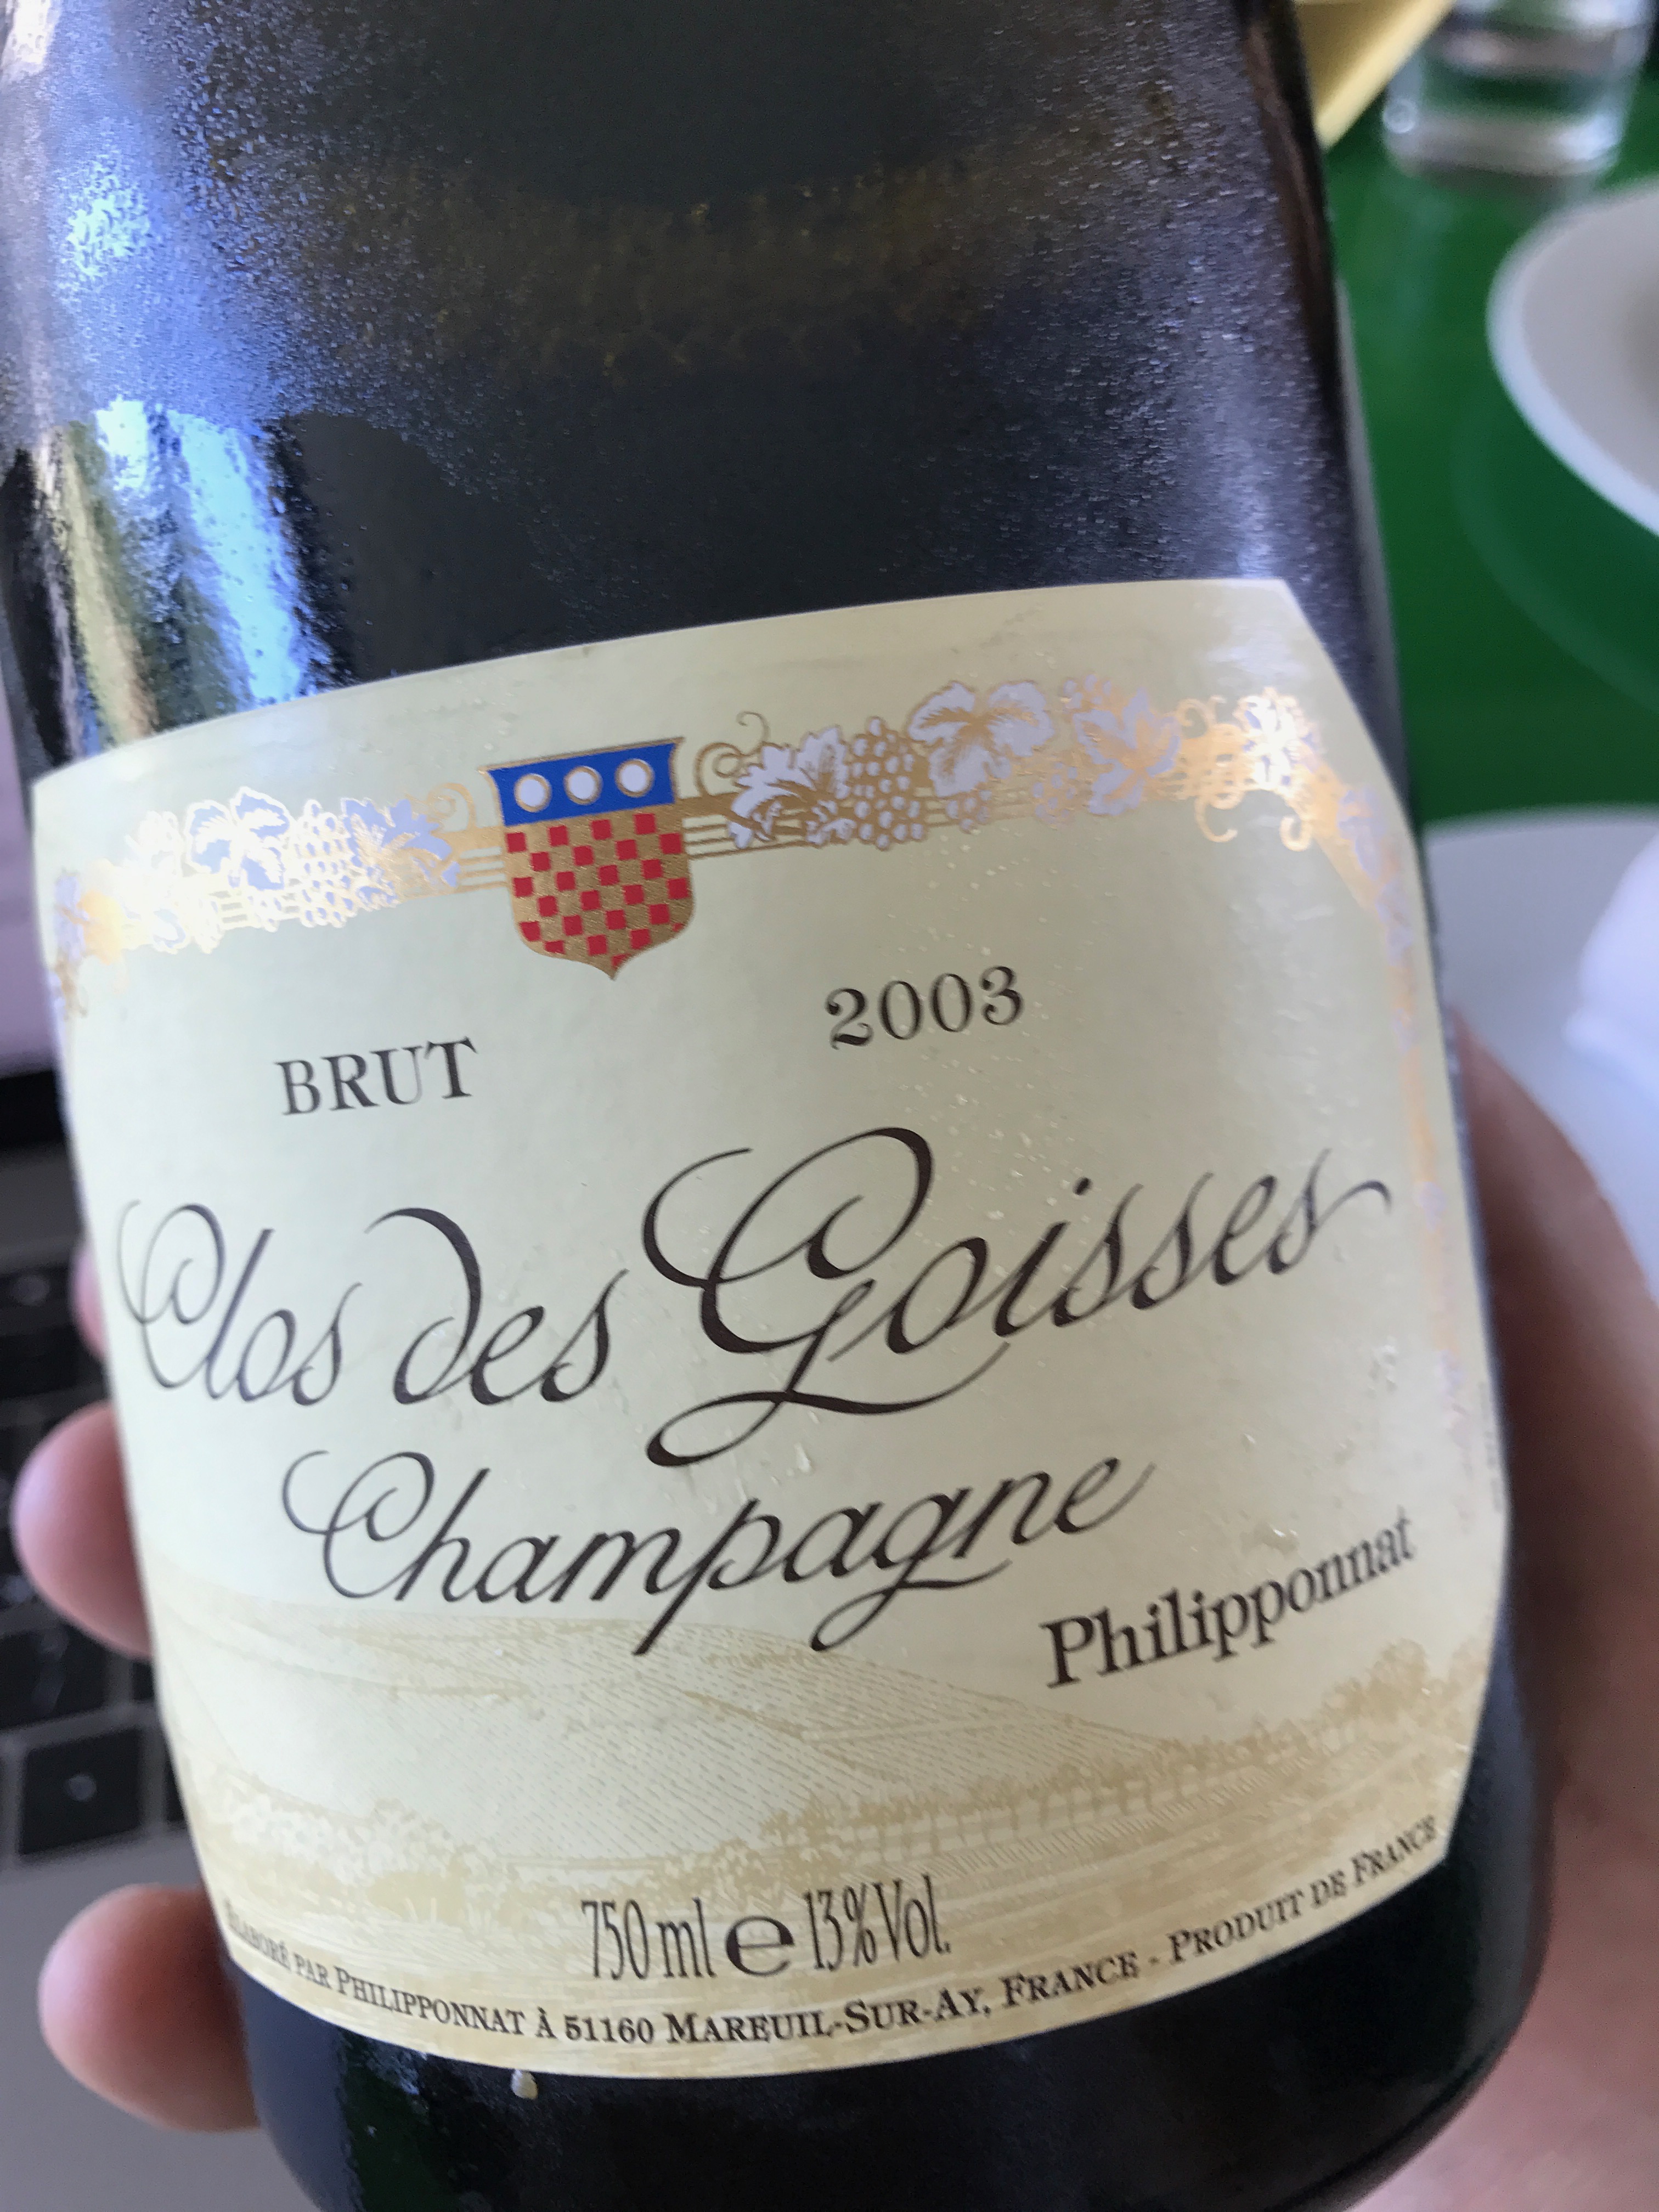 BRUT 2003
Clos des Goisses
Champagne
Philipponnat
750 ml e 13% Vol.
ÉLABORÉ PAR PHILIPPONNAT À 51160 MAREUIL-SUR-AY, FRANCE - PRODUIT DE FRANCE